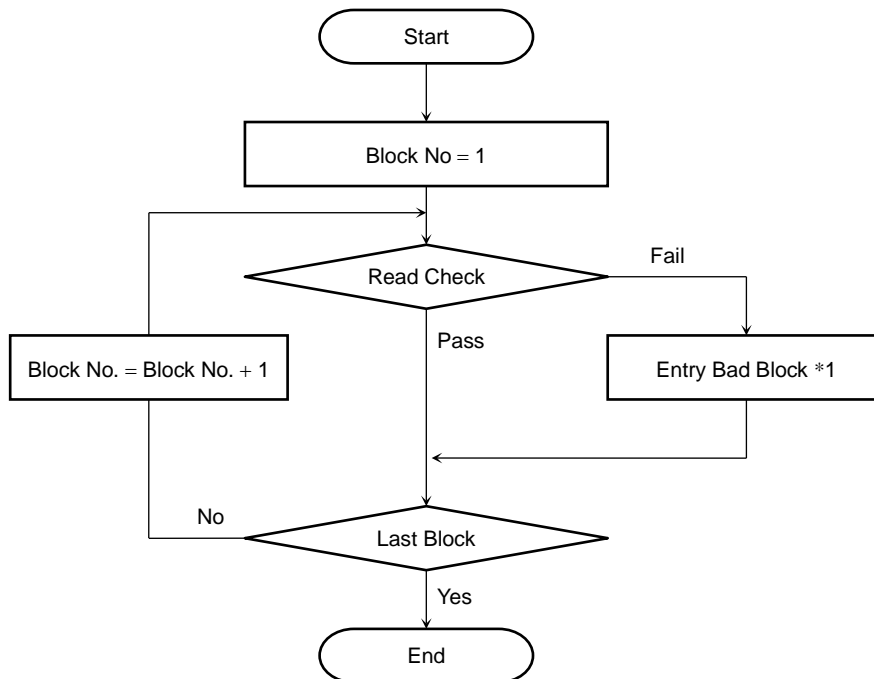 Start
Block No = 1
Read Check
Fail
Pass
Block No. = Block No. + 1
Entry Bad Block *1
No
Last Block
Yes
End